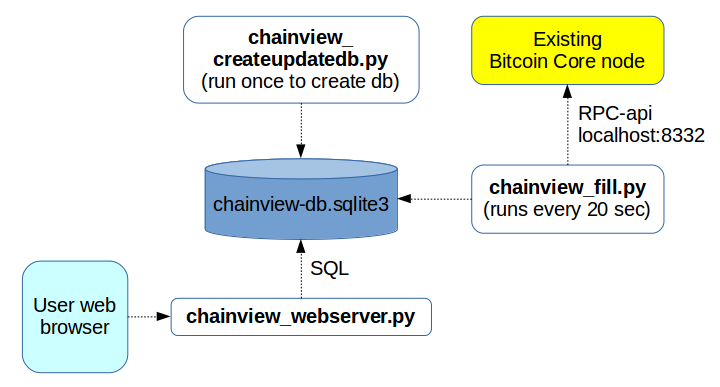 chainview_
createupdatedb.py
(run once to create db)
Existing
Bitcoin Core node
RPC-api
localhost:8332
chainview-db.sqlite3
chainview_fill.py
(runs every 20 sec)
SQL
User web
browser
chainview_webserver.py